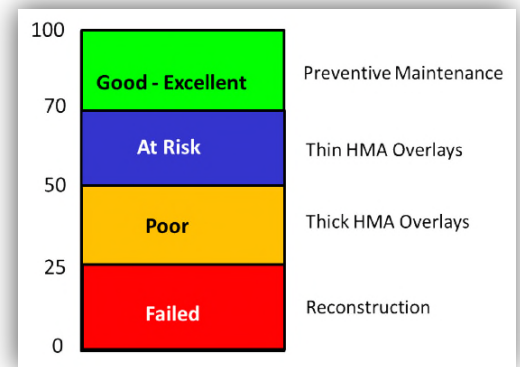 100
Good - Excellent
Preventive Maintenance
70
At Risk
Thin HMA Overlays
50
Poor
Thick HMA Overlays
25
Failed
Reconstruction
0